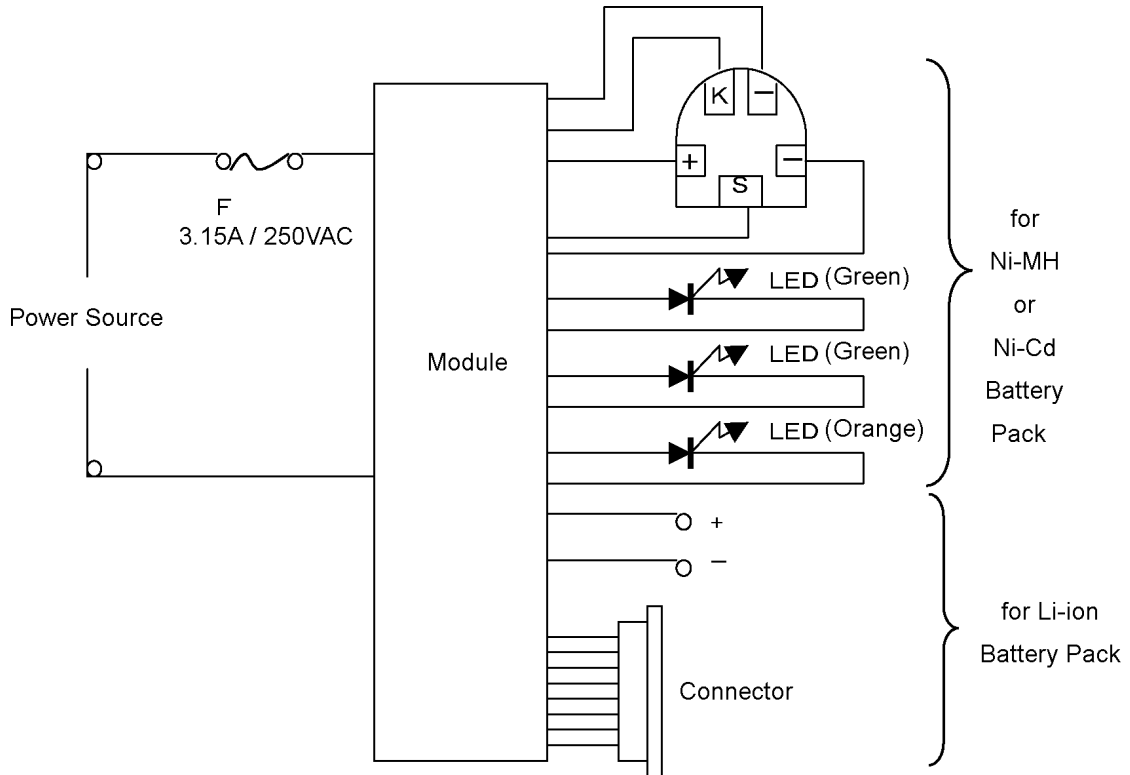 K
−
+
−
S
F
3.15A / 250VAC
Power Source
Module
LED (Green)
LED (Green)
LED (Orange)
for
Ni-MH
or
Ni-Cd
Battery
Pack
+
−
Connector
for Li-ion
Battery Pack